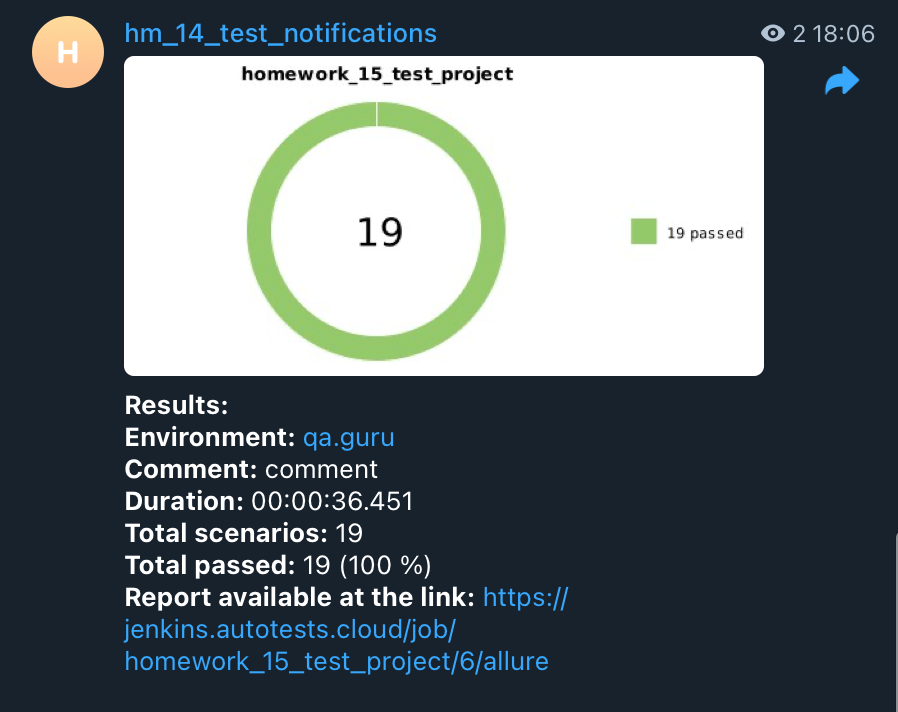 H
hm_14_test_notifications
2 18:06
homework_15_test_project
19
19 passed
Results:
Environment: qa.guru
Comment: comment
Duration: 00:00:36.451
Total scenarios: 19
Total passed: 19 (100 %)
Report available at the link: https://
jenkins.autotests.cloud/job/
homework_15_test_project/6/allure